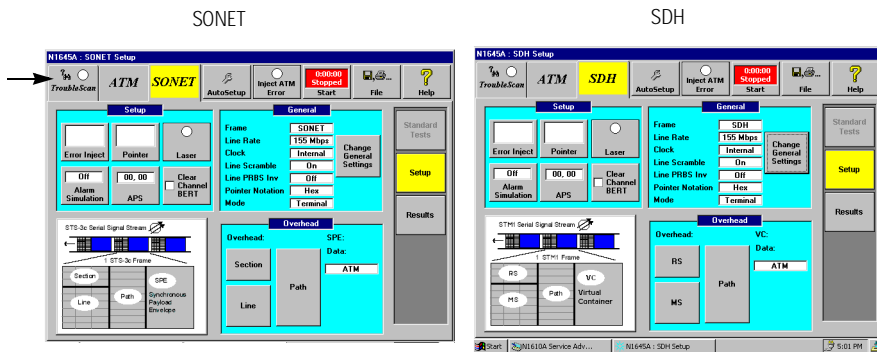 SONET
N1645A : SONET Setup
TroubleScan
ATM
SONET
AutoSetup
Inject ATM
Error
0:00:00
Stopped
Start
File
Help
Setup
Error Inject
Pointer
Laser
Off
Alarm
Simulation
00, 00
APS
Clear
Channel
BERT
General
Frame SONET
Line Rate 155 Mbps
Clock Internal
Line Scramble On
Line PRBS Inv Off
Pointer Notation Hex
Mode Terminal
Change
General
Settings
Standard
Tests
Setup
Results
STS-3c Serial Signal Stream
1 STS-3c Frame
Section
Line
Path
SPE
Synchronous
Payload
Envelope
Overhead
Overhead:
SPE:
Data:
ATM
Section
Line
Path
SDH
N1645A : SDH Setup
TroubleScan
ATM
SDH
AutoSetup
Inject ATM
Error
0:00:00
Stopped
Start
File
Help
Setup
Error Inject
Pointer
Laser
Off
Alarm
Simulation
00, 00
APS
Clear
Channel
BERT
General
Frame SDH
Line Rate 155 Mbps
Clock Internal
Line Scramble On
Line PRBS Inv Off
Pointer Notation Hex
Mode Terminal
Change
General
Settings
Standard
Tests
Setup
Results
STM1 Serial Signal Stream
1 STM1 Frame
RS
MS
Path
VC
Virtual
Container
Overhead
Overhead:
VC:
Data:
ATM
RS
MS
Path
Start
N1610A Service Adv...
N1645A : SDH Setup
5:01 PM